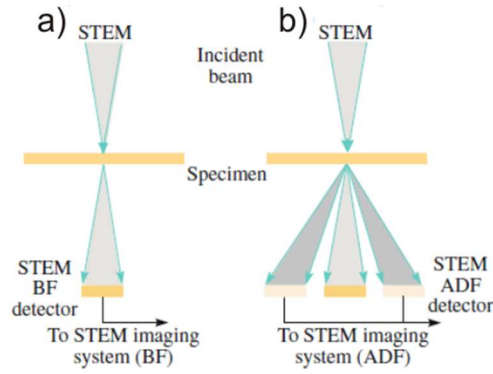 a)
STEM
Incident
beam
b)
STEM
Specimen
STEM
BF
detector
To STEM imaging
system (BF)
STEM
ADF
detector
To STEM imaging
system (ADF)